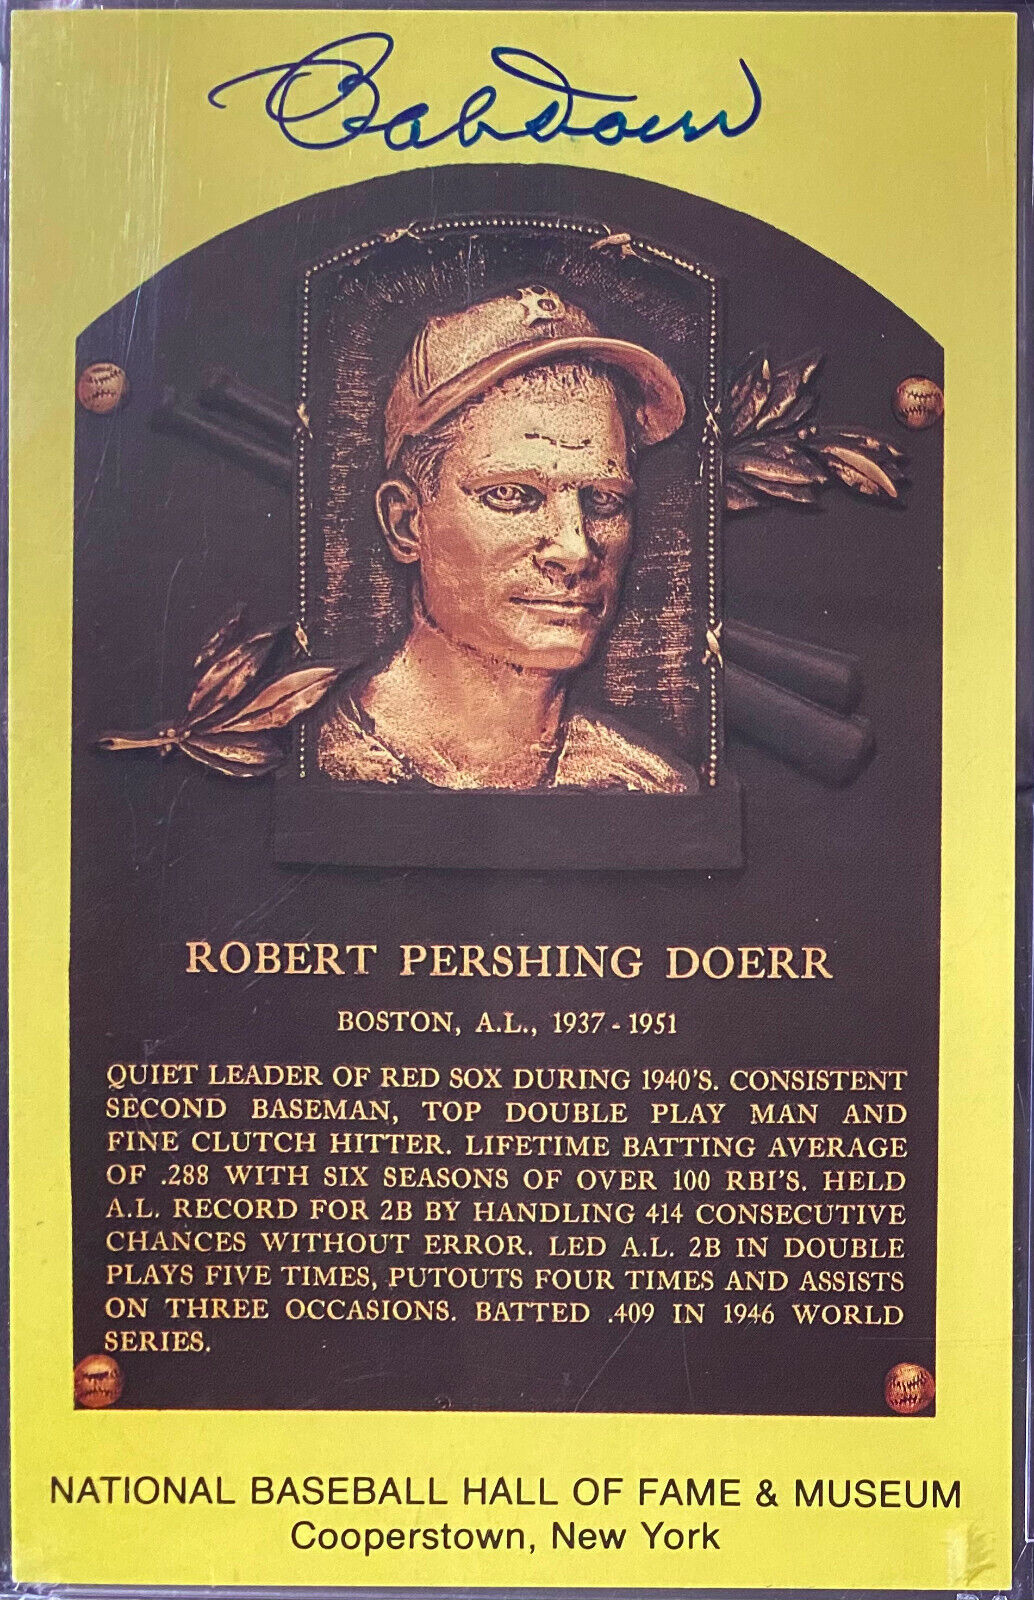 Bob Doerr
ROBERT PERSHING DOERR
BOSTON, A.L., 1937 - 1951
QUIET LEADER OF RED SOX DURING 1940'S. CONSISTENT
SECOND BASEMAN, TOP DOUBLE PLAY MAN AND
FINE CLUTCH HITTER. LIFETIME BATTING AVERAGE
OF .288 WITH SIX SEASONS OF OVER 100 RBI'S. HELD
A.L. RECORD FOR 2B BY HANDLING 414 CONSECUTIVE
CHANCES WITHOUT ERROR. LED A.L. 2B IN DOUBLE
PLAYS FIVE TIMES, PUTOUTS FOUR TIMES AND ASSISTS
ON THREE OCCASIONS. BATTED .409 IN 1946 WORLD
SERIES.
NATIONAL BASEBALL HALL OF FAME & MUSEUM
Cooperstown, New York